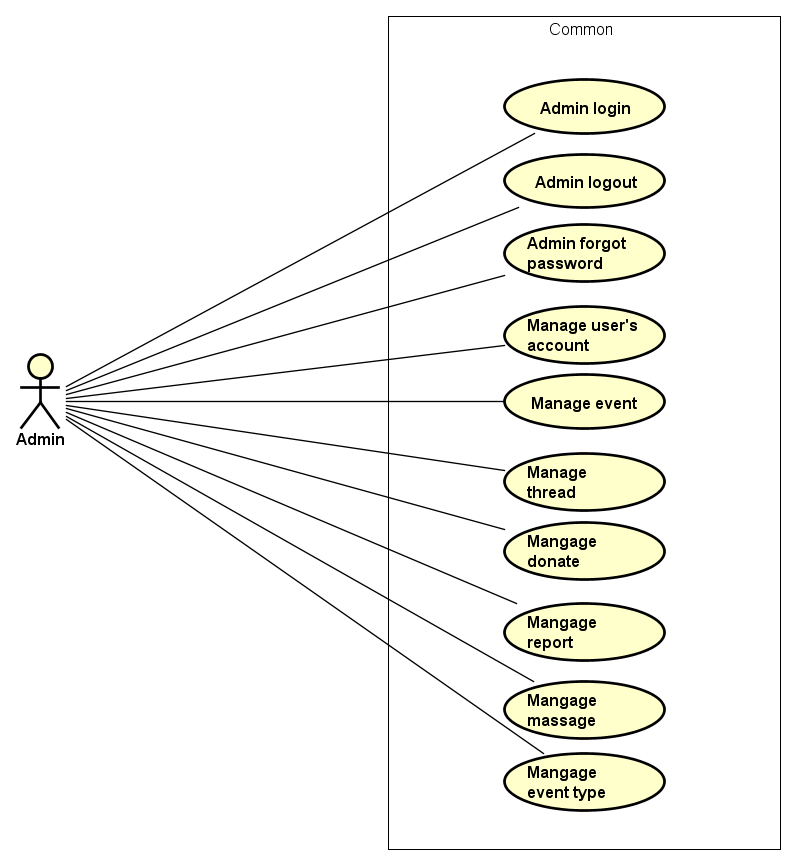 Common
Admin login
Admin logout
Admin forgot
password
Manage user's
account
Manage event
Admin
Manage
thread
Mangage
donate
Mangage
report
Mangage
massage
Mangage
event type